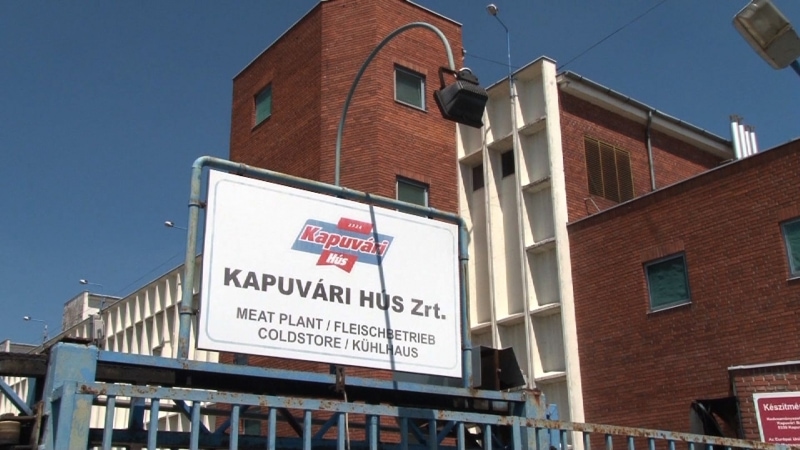 Kapuvári
Hús
KAPUVÁRI HÚS Zrt.
MEAT PLANT / FLEISCHBETRIEB
COLDSTORE / KÜHLHAUS